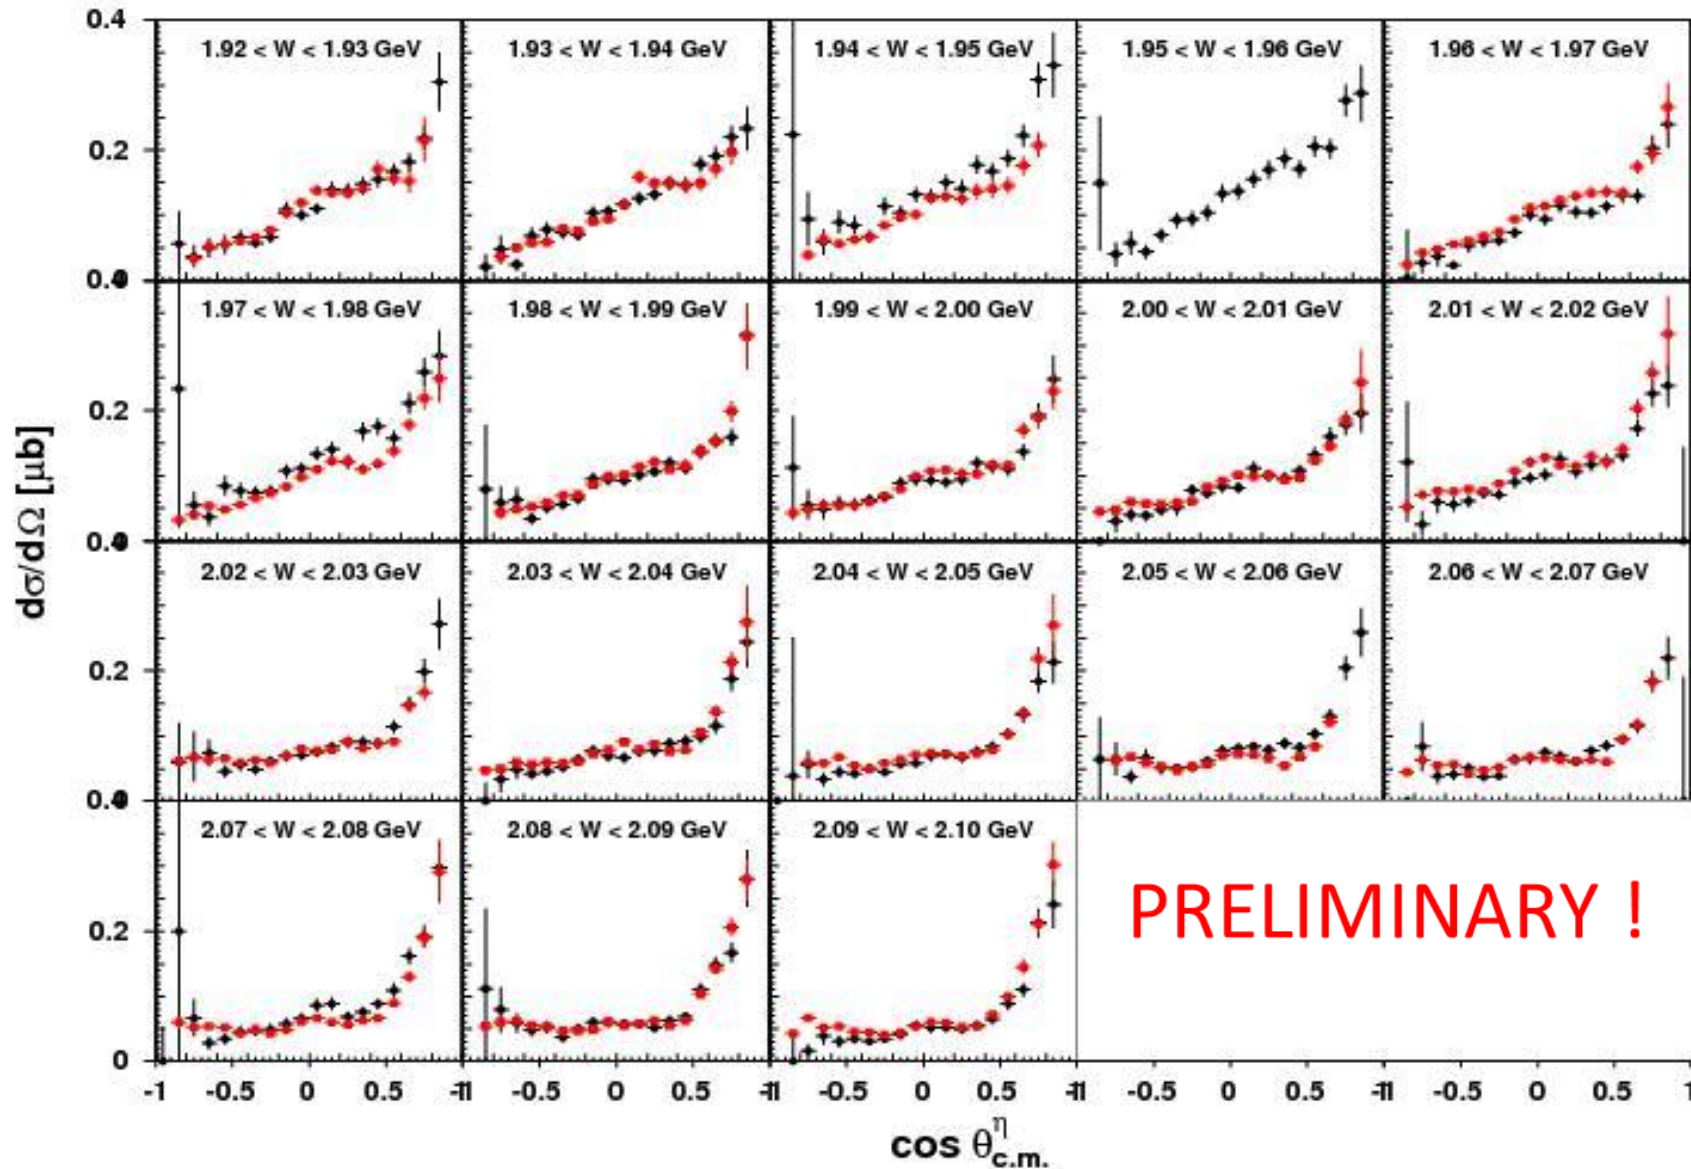 0.4
1.92 < W < 1.93 GeV
1.93 < W < 1.94 GeV
1.94 < W < 1.95 GeV
1.95 < W < 1.96 GeV
1.96 < W < 1.97 GeV
0.2
1.97 < W < 1.98 GeV
1.98 < W < 1.99 GeV
1.99 < W < 2.00 GeV
2.00 < W < 2.01 GeV
2.01 < W < 2.02 GeV
0.2
dσ/dΩ [μb]
2.02 < W < 2.03 GeV
2.03 < W < 2.04 GeV
2.04 < W < 2.05 GeV
2.05 < W < 2.06 GeV
2.06 < W < 2.07 GeV
0.2
2.07 < W < 2.08 GeV
2.08 < W < 2.09 GeV
2.09 < W < 2.10 GeV
PRELIMINARY !
0.2
0
-1 -0.5 0 0.5 -0.5 0 0.5 -0.5 0 0.5 -0.5 0 0.5 -0.5 0 0.5 1
cos θ^η_c.m.